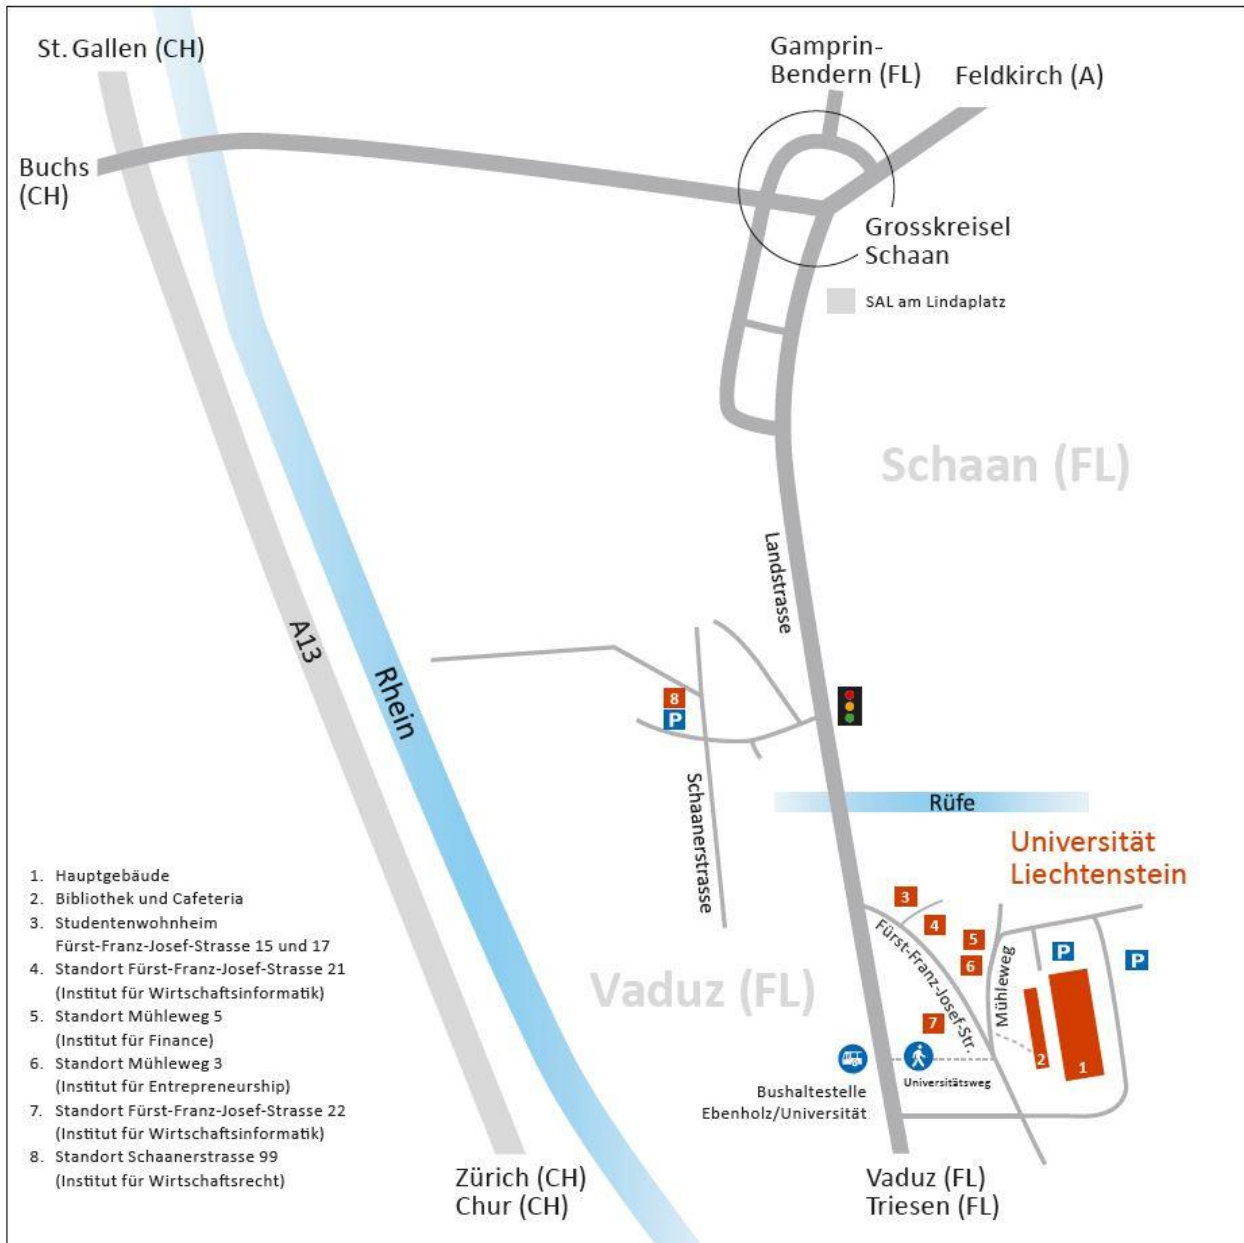 St. Gallen (CH)
Gamprin-
Bendern (FL)
Feldkirch (A)
Buchs
(CH)
Grosskreisel
Schaan
SAL am Lindaplatz
Schaan (FL)
Landstrasse
A13
Rhein
8
P
Schaanerstrasse
Rüfe
Universität
Liechtenstein
1. Hauptgebäude
2. Bibliothek und Cafeteria
3. Studentenwohnheim
Fürst-Franz-Josef-Strasse 15 und 17
4. Standort Fürst-Franz-Josef-Strasse 21
(Institut für Wirtschaftsinformatik)
5. Standort Mühleweg 5
(Institut für Finance)
6. Standort Mühleweg 3
(Institut für Entrepreneurship)
7. Standort Fürst-Franz-Josef-Strasse 22
(Institut für Wirtschaftsinformatik)
8. Standort Schaanerstrasse 99
(Institut für Wirtschaftsrecht)
Vaduz (FL)
3
4
5
6
7
Fürst-Franz-Josef-Str.
Mühleweg
P
P
2
1
Universitätsweg
Bushaltestelle
Ebenholz/Universität
Zürich (CH)
Chur (CH)
Vaduz (FL)
Triesen (FL)